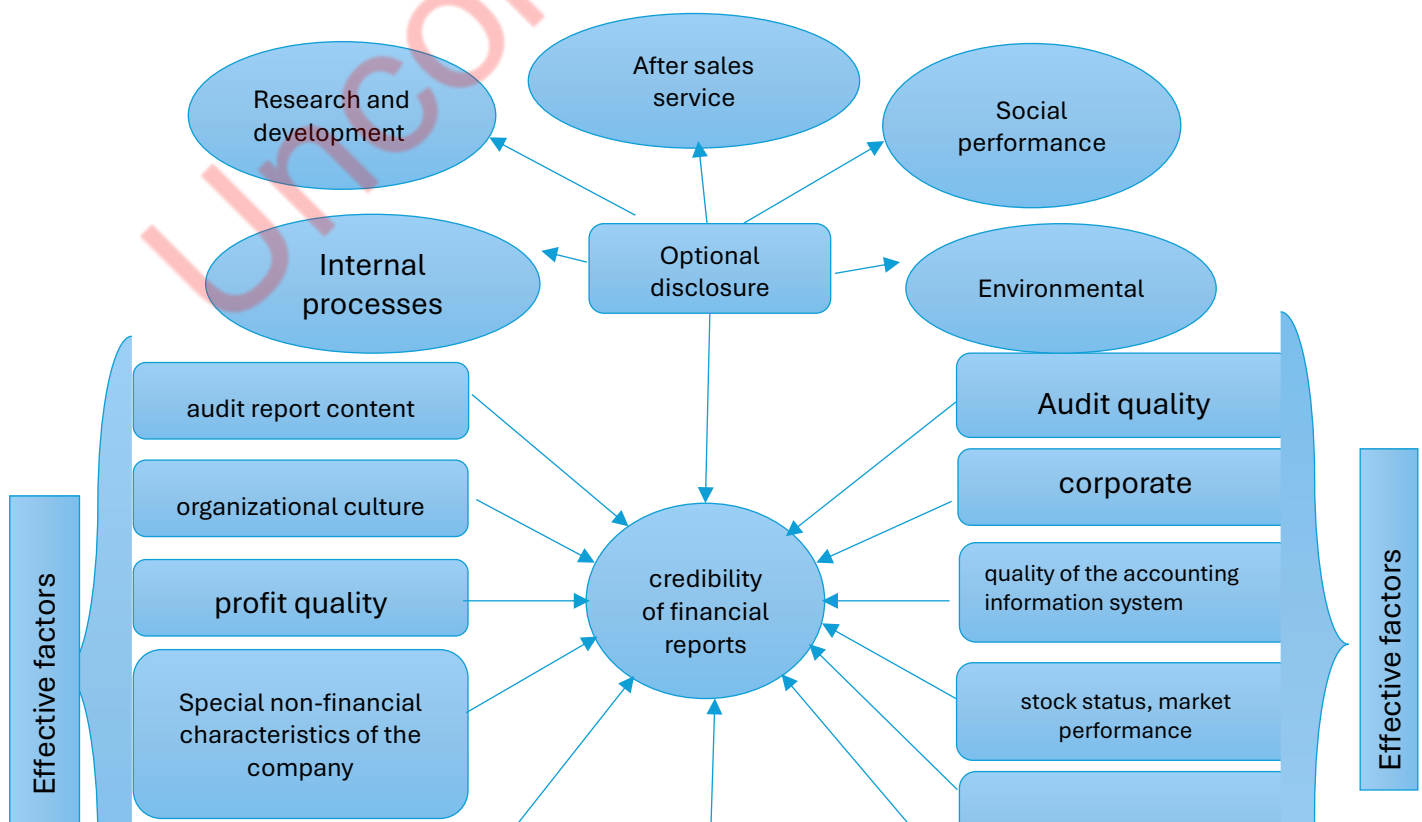 After sales
service
Research and
development
Social
performance
Optional
disclosure
Internal
processes
Environmental
audit report content
Audit quality
organizational culture
corporate
profit quality
credibility
of financial
reports
quality of the accounting
information system
Special non-financial
characteristics of the
company
stock status, market
performance
Effective factors
Effective factors
Uncor